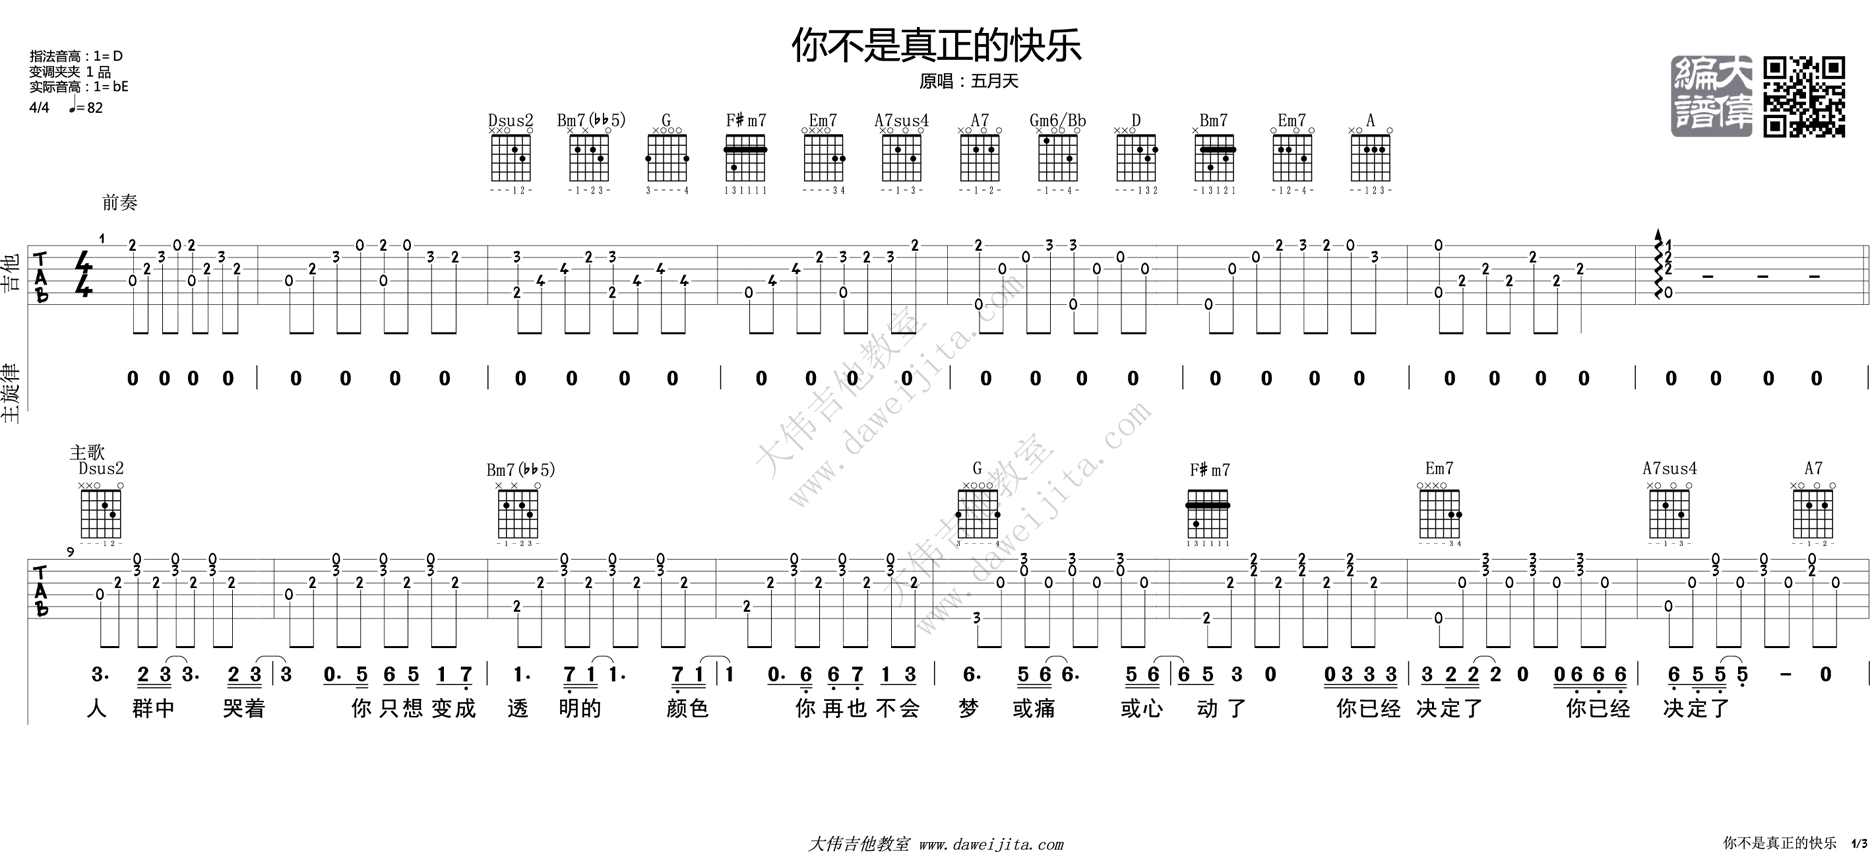 你不是真正的快乐
原唱：五月天
指法音高：1= D
变调夹夹 1 品
实际音高：1= bE
4/4 ♩= 82
大偉
編譜
Dsus2 Bm7(♭♭5) G F♯m7 Em7 A7sus4 A7 Gm6/Bb D Bm7 Em7 A
前奏
1
吉他
T A B
4/4
主旋律
0 0 0 0 | 0 0 0 0 | 0 0 0 0 | 0 0 0 0 | 0 0 0 0 | 0 0 0 0 | 0 0 0 0 | 0 0 0 0 |
主歌
Dsus2 Bm7(♭♭5) G F♯m7 Em7 A7sus4 A7
9
T A B
3. 2 3 3. 2 3 | 3 0. 5 6 5 1 7 | 1. 7 1 1. 7 1 | 1 0. 6 6 7 1 3 | 6. 5 6 6. 5 6 | 6 5 3 0 0 3 3 3 | 3 2 2 2 0 0 6 6 6 | 6 5 5 5 – 0 |
人 群中 哭着 你 只想 变成 透 明的 颜色 你 再也 不会 梦 或痛 或心 动了 你已经 决定了 你已经 决定了
大伟吉他教室
www.daweijita.com
大伟吉他教室
www.daweijita.com
大伟吉他教室 www.daweijita.com
你不是真正的快乐 1/3